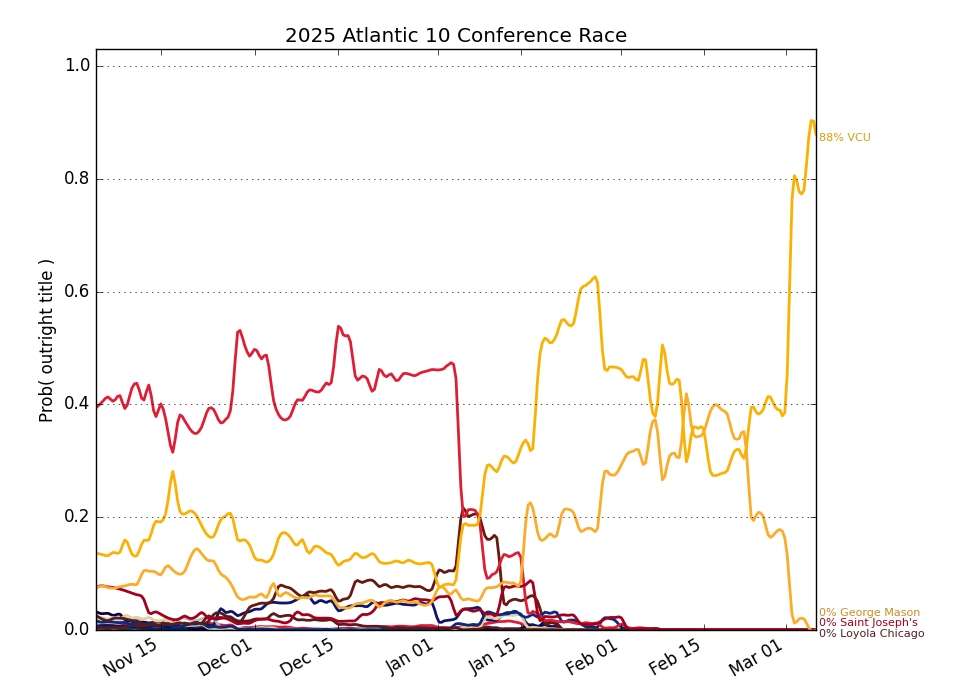 2025 Atlantic 10 Conference Race
1.0
0.8
0.6
0.4
0.2
0.0
Prob( outright title )
88% VCU
0% George Mason
0% Saint Joseph's
0% Loyola Chicago
Nov 15
Dec 01
Dec 15
Jan 01
Jan 15
Feb 01
Feb 15
Mar 01